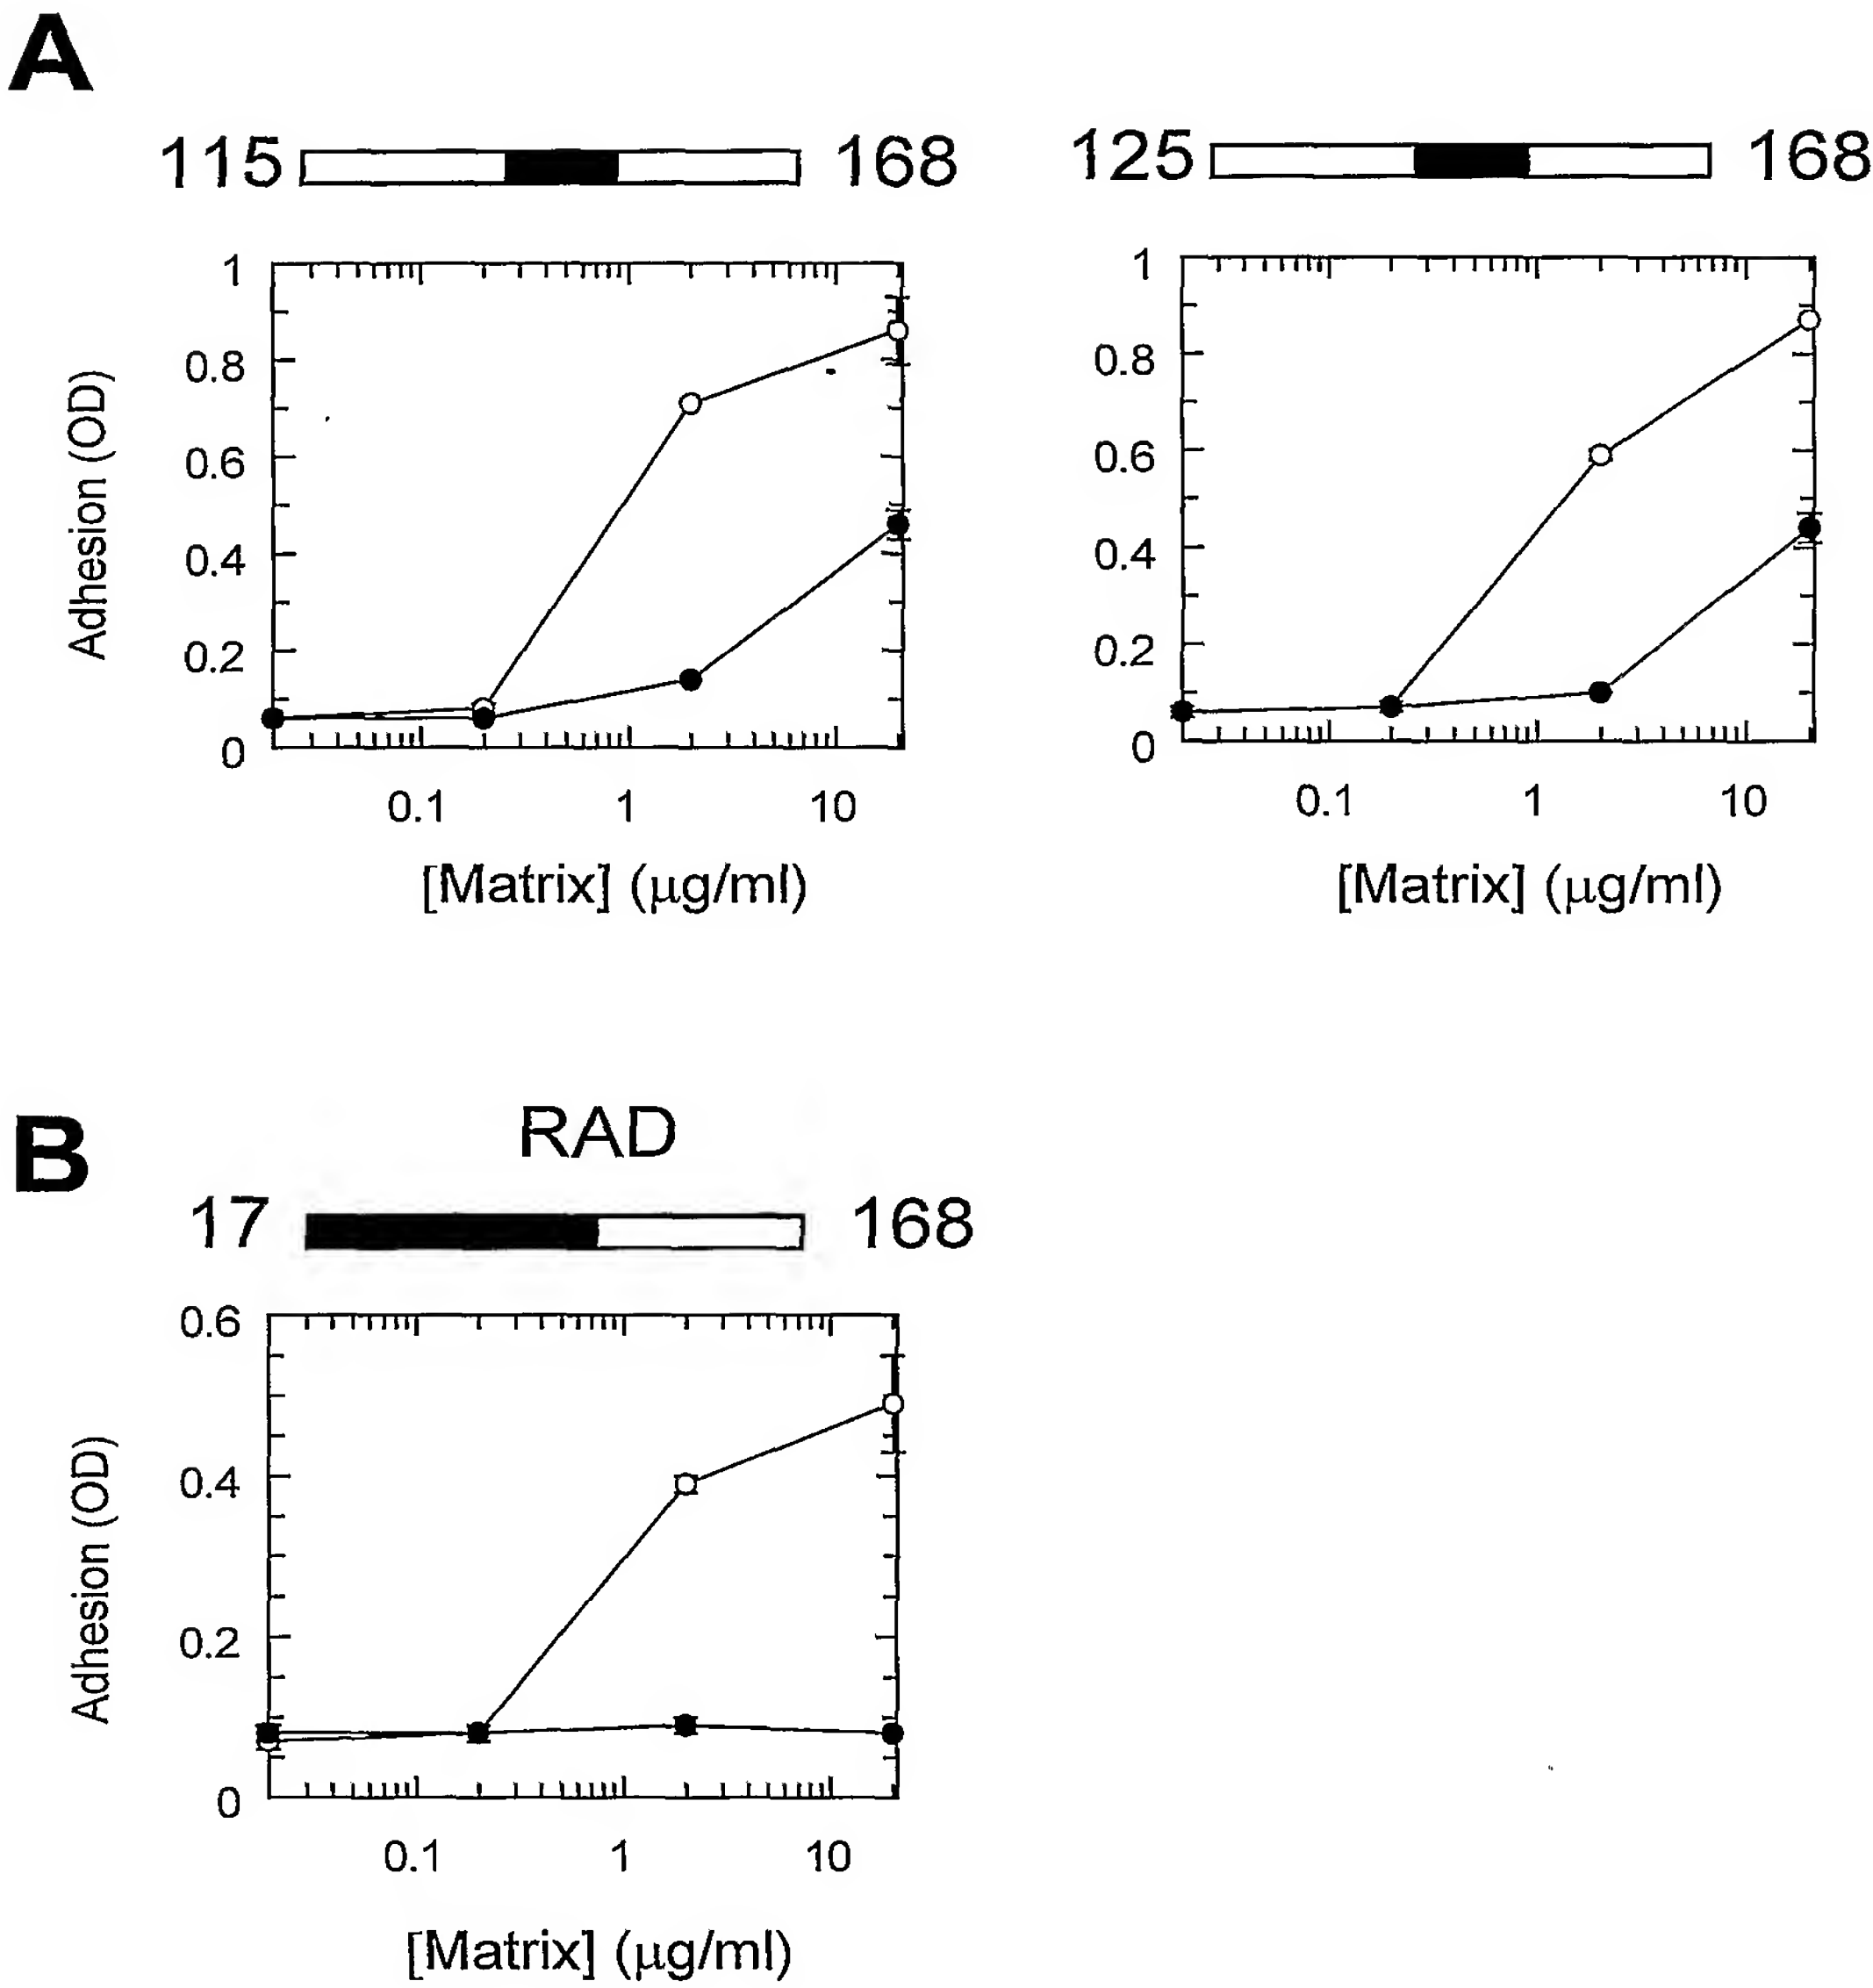 A
115 168
125 168
1
0.8
0.6
0.4
0.2
0
Adhesion (OD)
0.1 1 10
[Matrix] (μg/ml)
1
0.8
0.6
0.4
0.2
0
0.1 1 10
[Matrix] (μg/ml)
B
RAD
17 168
0.6
0.4
0.2
0
Adhesion (OD)
0.1 1 10
[Matrix] (μg/ml)